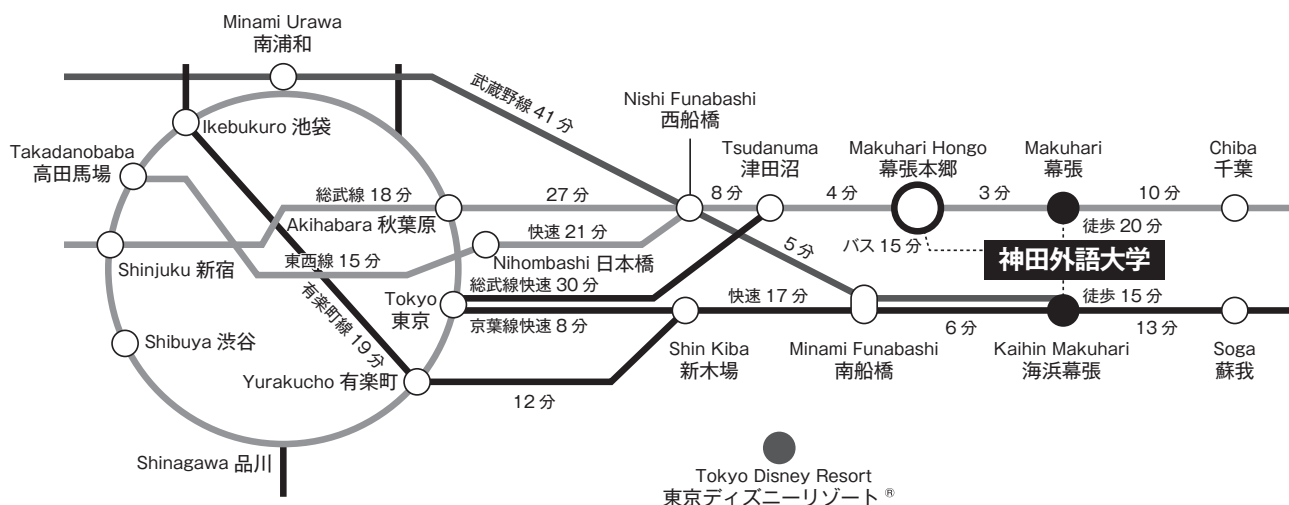 Minami Urawa
南浦和
武蔵野線 41 分
Nishi Funabashi
西船橋
Ikebukuro 池袋
Takadanobaba
高田馬場
Tsudanuma
津田沼
Makuhari Hongo
幕張本郷
Makuhari
幕張
Chiba
千葉
総武線 18 分
27 分
8 分
4 分
3 分
10 分
Akihabara 秋葉原
快速 21 分
5 分
バス 15 分
徒歩 20 分
神田外語大学
Shinjuku 新宿
東西線 15 分
Nihombashi 日本橋
Tokyo
東京
総武線快速 30 分
快速 17 分
徒歩 15 分
有楽町線 19 分
京葉線快速 8 分
6 分
13 分
Shibuya 渋谷
Shin Kiba
新木場
Minami Funabashi
南船橋
Kaihin Makuhari
海浜幕張
Soga
蘇我
Yurakucho 有楽町
12 分
Shinagawa 品川
Tokyo Disney Resort
東京ディズニーリゾート ®